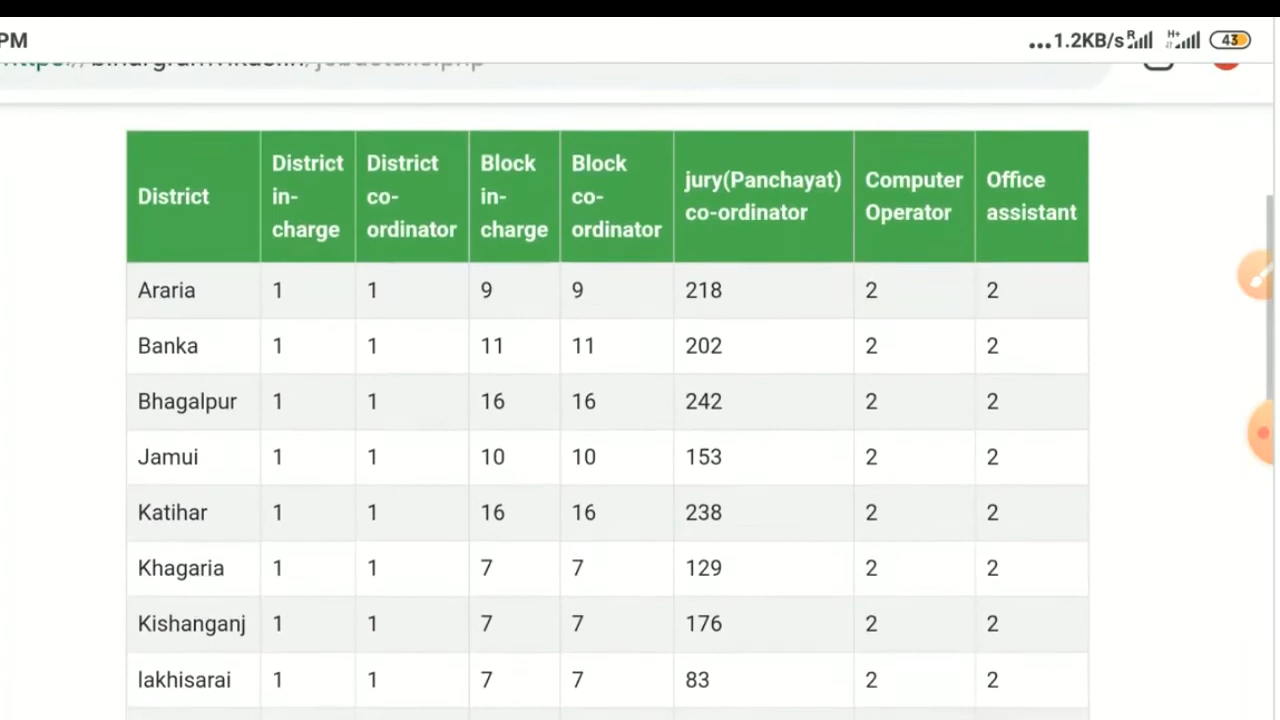 PM ...1.2KB/s R H+ 43
District District in-charge District co-ordinator Block in-charge Block co-ordinator jury(Panchayat) co-ordinator Computer Operator Office assistant
Araria 1 1 9 9 218 2 2
Banka 1 1 11 11 202 2 2
Bhagalpur 1 1 16 16 242 2 2
Jamui 1 1 10 10 153 2 2
Katihar 1 1 16 16 238 2 2
Khagaria 1 1 7 7 129 2 2
Kishanganj 1 1 7 7 176 2 2
lakhisarai 1 1 7 7 83 2 2